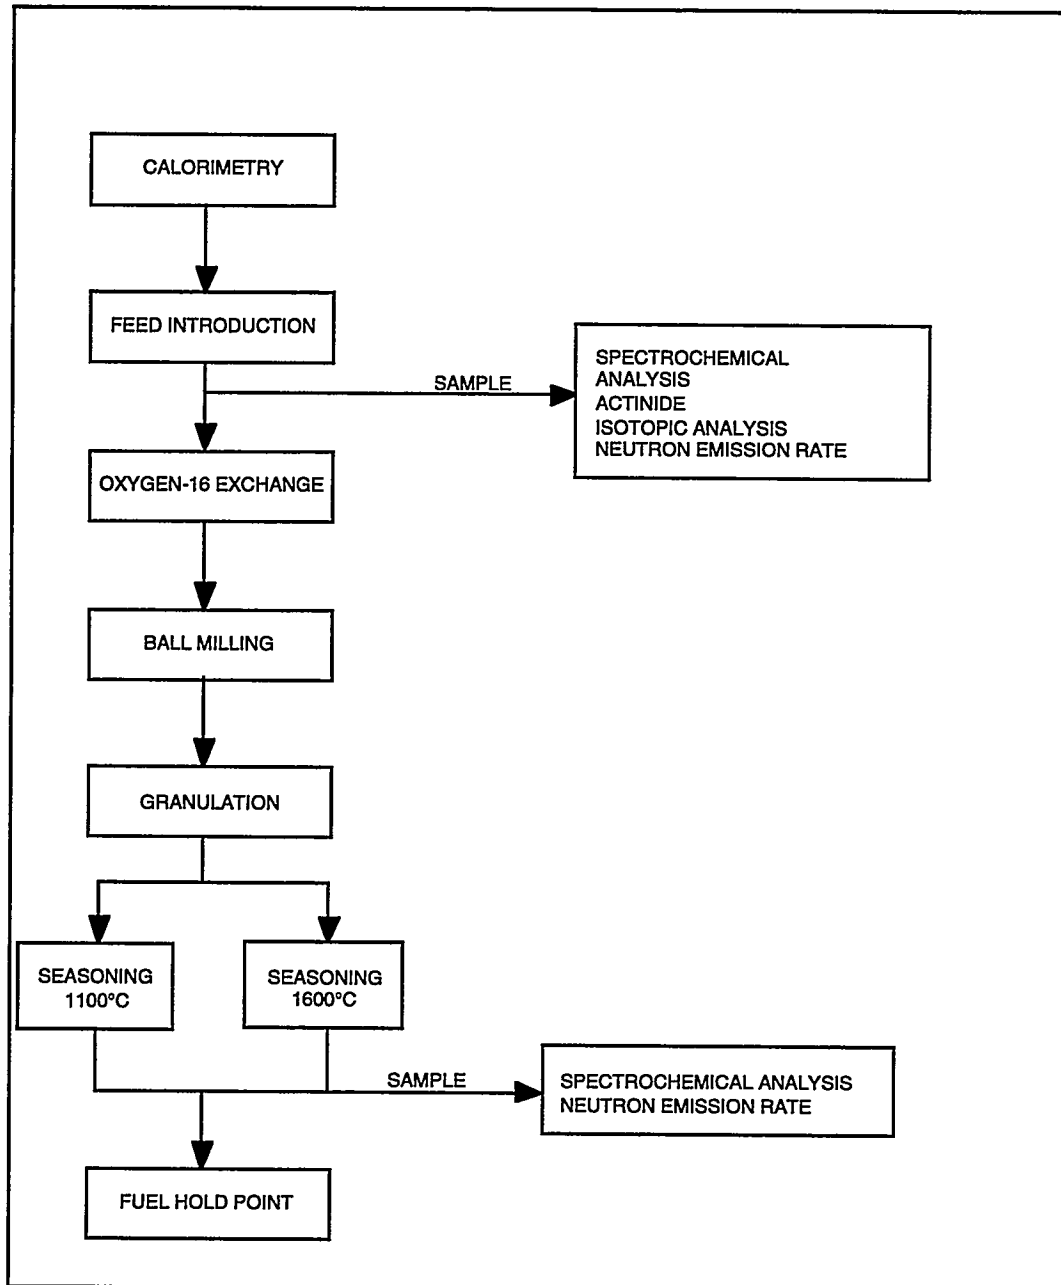 CALORIMETRY
FEED INTRODUCTION
SAMPLE
SPECTROCHEMICAL
ANALYSIS
ACTINIDE
ISOTOPIC ANALYSIS
NEUTRON EMISSION RATE
OXYGEN-16 EXCHANGE
BALL MILLING
GRANULATION
SEASONING
1100°C
SEASONING
1600°C
SAMPLE
SPECTROCHEMICAL ANALYSIS
NEUTRON EMISSION RATE
FUEL HOLD POINT